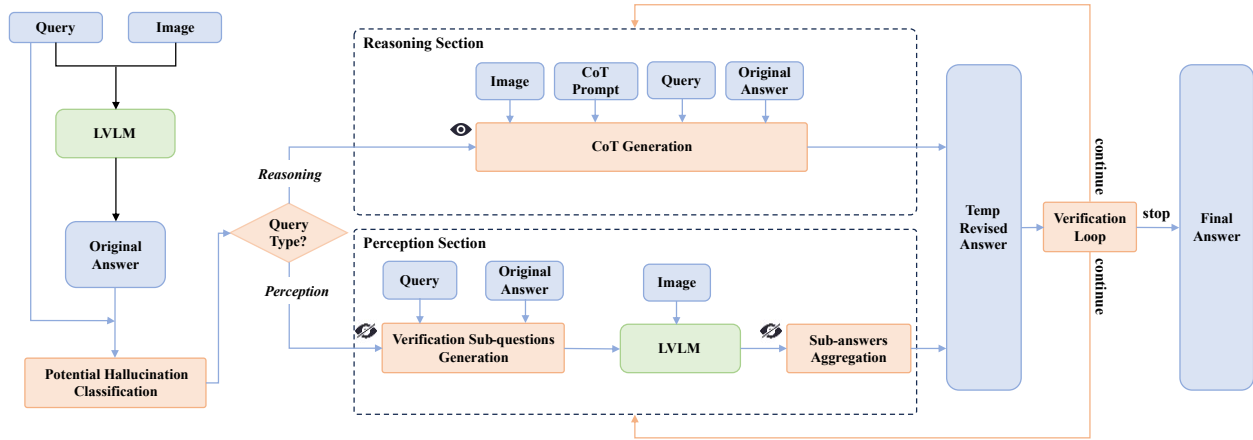 Query
Image
LVLM
Original
Answer
Potential Hallucination
Classification
Query
Type?
Reasoning
Perception
Reasoning Section
Image
CoT
Prompt
Query
Original
Answer
CoT Generation
Perception Section
Query
Original
Answer
Image
Verification Sub-questions
Generation
LVLM
Sub-answers
Aggregation
Temp
Revised
Answer
continue
Verification
Loop
continue
stop
Final
Answer